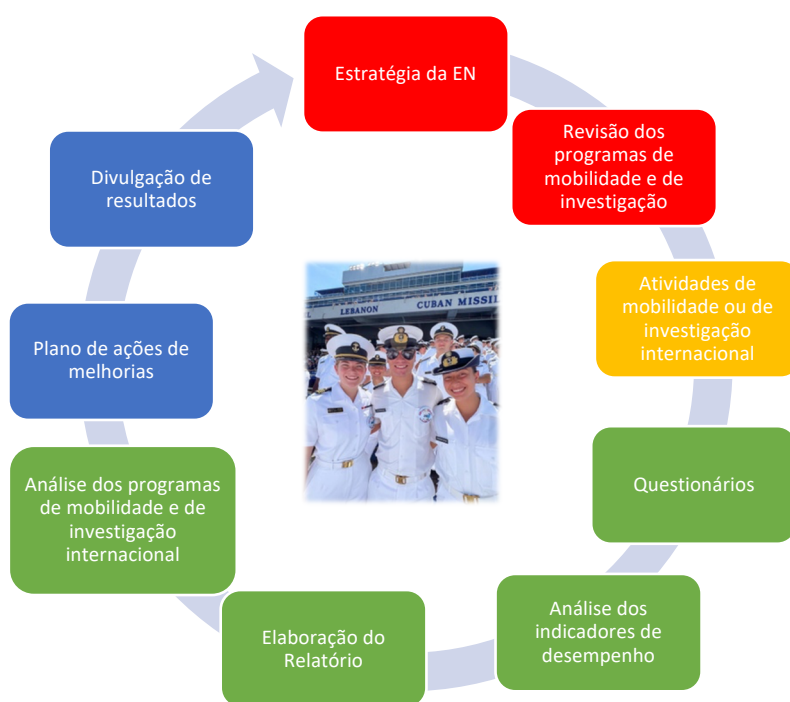 Estratégia da EN
Revisão dos
programas de
mobilidade e de
investigação
Atividades de
mobilidade ou de
investigação
internacional
Questionários
Análise dos
indicadores de
desempenho
Elaboração do
Relatório
Análise dos programas
de mobilidade e de
investigação
internacional
Plano de ações de
melhorias
Divulgação de
resultados
LEBANON
CUBAN MISSIL